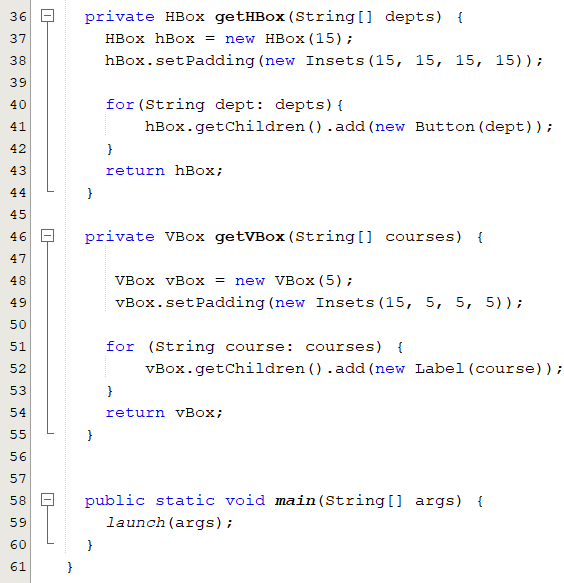 36 private HBox getHBox(String[] depts) {
37 HBox hBox = new HBox(15);
38 hBox.setPadding(new Insets(15, 15, 15, 15));
39
40 for(String dept: depts){
41 hBox.getChildren().add(new Button(dept));
42 }
43 return hBox;
44 }
45
46 private VBox getVBox(String[] courses) {
47
48 VBox vBox = new VBox(5);
49 vBox.setPadding(new Insets(15, 5, 5, 5));
50
51 for (String course: courses) {
52 vBox.getChildren().add(new Label(course));
53 }
54 return vBox;
55 }
56
57
58 public static void main(String[] args) {
59 launch(args);
60 }
61 }